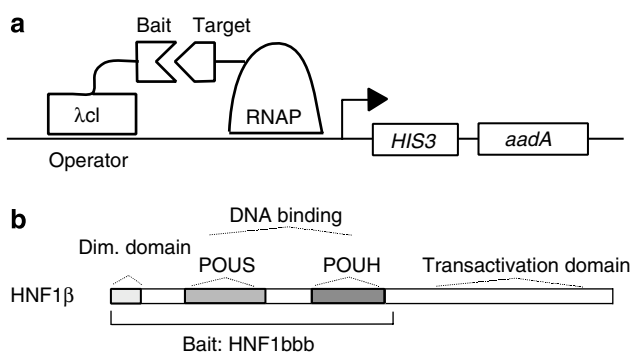 a
Bait Target
λcI
RNAP
HIS3
aadA
Operator
b
DNA binding
Dim. domain
POUS
POUH
Transactivation domain
HNF1β
Bait: HNF1bbb